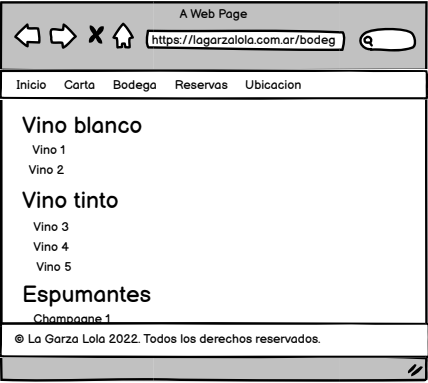 A Web Page
https://lagarzalola.com.ar/bodeg
Inicio Carta Bodega Reservas Ubicacion
Vino blanco
Vino 1
Vino 2
Vino tinto
Vino 3
Vino 4
Vino 5
Espumantes
Champagne 1
© La Garza Lola 2022. Todos los derechos reservados.